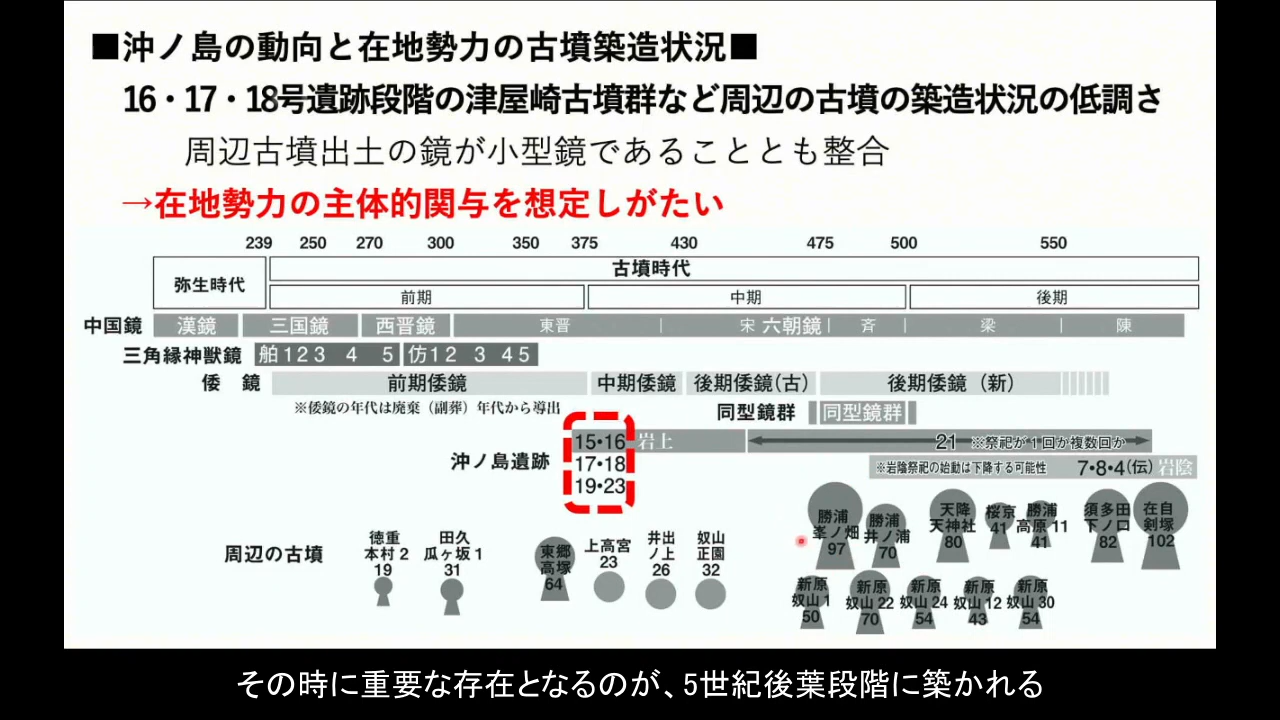 ■沖ノ島の動向と在地勢力の古墳築造状況■
16・17・18号遺跡段階の津屋崎古墳群など周辺の古墳の築造状況の低調さ
周辺古墳出土の鏡が小型鏡であることとも整合
→在地勢力の主体的関与を想定しがたい
239 250 270 300 350 375 430 475 500 550
弥生時代 古墳時代
前期 中期 後期
中国鏡 漢鏡 三国鏡 西晋鏡 東晋 宋 六朝鏡 斉 梁 陳
三角縁神獣鏡 舶123 4 5 仿12 3 45
倭 鏡 前期倭鏡 中期倭鏡 後期倭鏡(古) 後期倭鏡(新)
※倭鏡の年代は廃棄(副葬)年代から導出
同型鏡群 同型鏡群
沖ノ島遺跡
15•16 岩上
17•18
19•23
21 ※祭祀が1回か複数回か
※岩陰祭祀の始動は下降する可能性 7•8•4(伝) 岩陰
周辺の古墳
徳重
本村2
19
田久
瓜ヶ坂1
31
東郷
高塚
64
上高宮
23
井出
ノ上
26
奴山
正園
32
勝浦
峯ノ畑
97
勝浦
井ノ浦
70
天降
天神社
80
桜京
41
勝浦
高原11
41
須多田
下ノ口
82
在自
剣塚
102
新原
奴山1
50
新原
奴山22
70
新原
奴山24
54
新原
奴山12
43
新原
奴山30
54
その時に重要な存在となるのが、5世紀後葉段階に築かれる